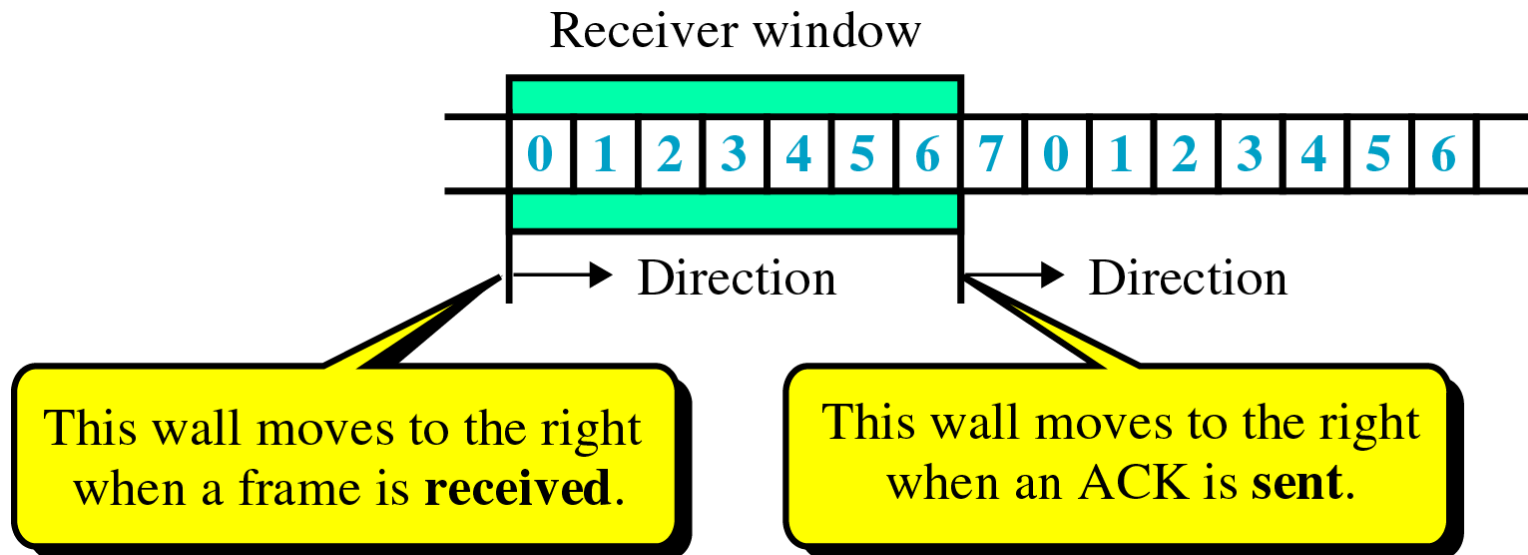 Receiver window
0 1 2 3 4 5 6 7 0 1 2 3 4 5 6
Direction Direction
This wall moves to the right
when a frame is received.
This wall moves to the right
when an ACK is sent.